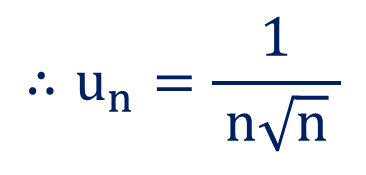 ∴ uₙ = 1/(n√n)